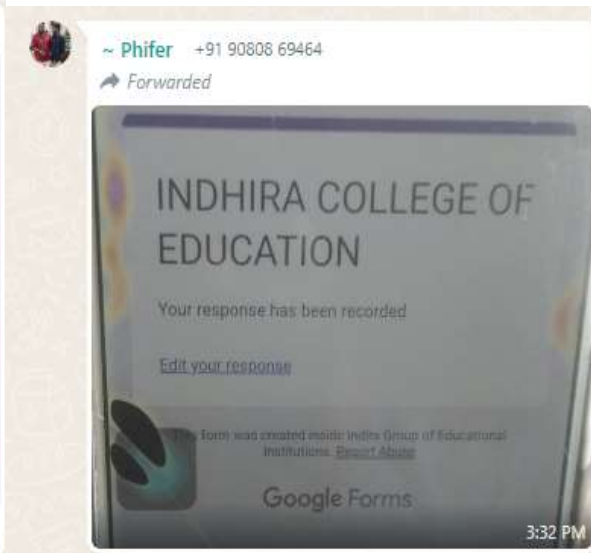 ~ Phifer +91 90808 69464
Forwarded
INDHIRA COLLEGE OF
EDUCATION
Your response has been recorded
Edit your response
Form was created inside Indira Group of Educational
Institutions. Report Abuse
Google Forms
3:32 PM